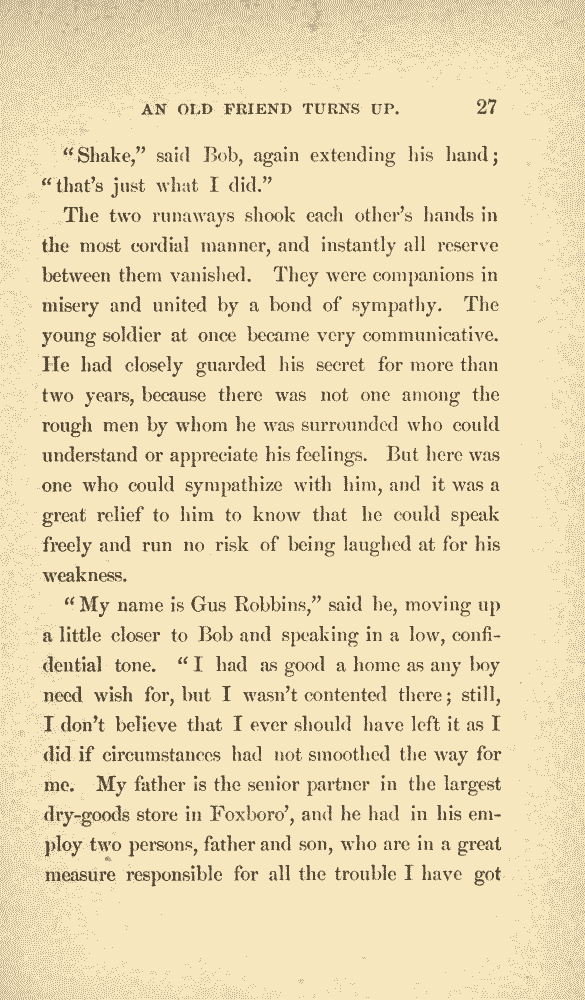 AN OLD FRIEND TURNS UP. 27
“Shake,” said Bob, again extending his hand;
“that’s just what I did.”
The two runaways shook each other’s hands in
the most cordial manner, and instantly all reserve
between them vanished. They were companions in
misery and united by a bond of sympathy. The
young soldier at once became very communicative.
He had closely guarded his secret for more than
two years, because there was not one among the
rough men by whom he was surrounded who could
understand or appreciate his feelings. But here was
one who could sympathize with him, and it was a
great relief to him to know that he could speak
freely and run no risk of being laughed at for his
weakness.
“My name is Gus Robbins,” said he, moving up
a little closer to Bob and speaking in a low, confi-
dential tone. “I had as good a home as any boy
need wish for, but I wasn’t contented there; still,
I don’t believe that I ever should have left it as I
did if circumstances had not smoothed the way for
me. My father is the senior partner in the largest
dry-goods store in Foxboro’, and he had in his em-
ploy two persons, father and son, who are in a great
measure responsible for all the trouble I have got